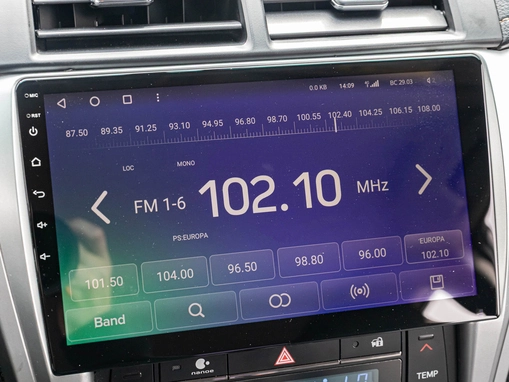 MIC
0.0 KB 14:09 BC 29.03
RST
87.50 89.35 91.25 93.10 94.95 96.80 98.70 100.55 102.40 104.25 106.15 108.00
LOC MONO
FM 1-6 102.10 MHz
PS:EUROPA
101.50 104.00 96.50 98.80 96.00 EUROPA
102.10
Band
nanoe
TEMP